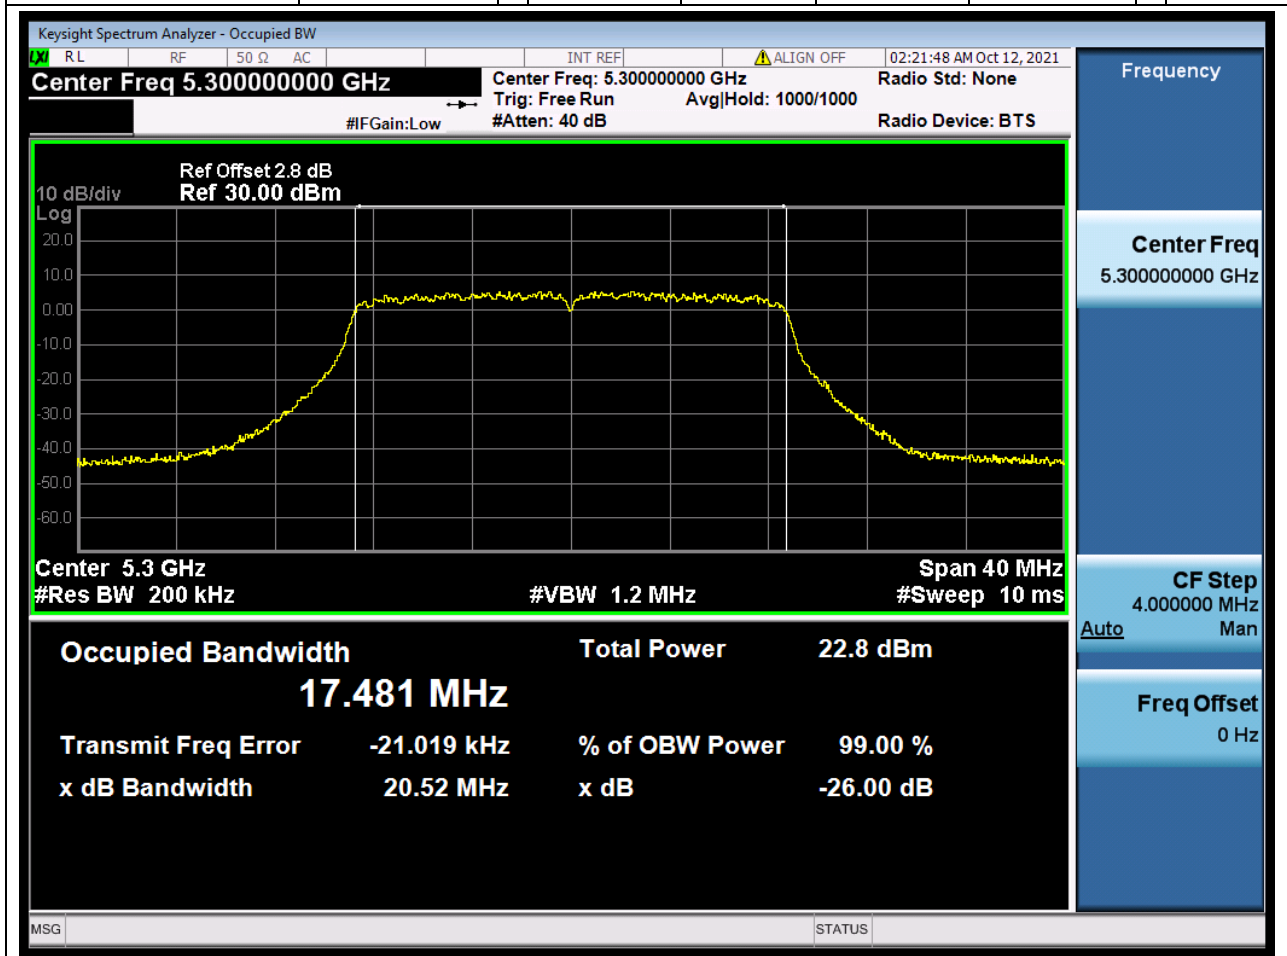 Keysight Spectrum Analyzer - Occupied BW
LXI RL RF 50 Ω AC INT REF ALIGN OFF 02:21:48 AM Oct 12, 2021
Center Freq 5.300000000 GHz
Center Freq: 5.300000000 GHz Radio Std: None
Trig: Free Run Avg|Hold: 1000/1000
#IFGain:Low #Atten: 40 dB Radio Device: BTS
Ref Offset 2.8 dB
10 dB/div Ref 30.00 dBm
Log
20.0
10.0
0.00
-10.0
-20.0
-30.0
-40.0
-50.0
-60.0
Center 5.3 GHz Span 40 MHz
#Res BW 200 kHz #VBW 1.2 MHz #Sweep 10 ms
Occupied Bandwidth Total Power 22.8 dBm
17.481 MHz
Transmit Freq Error -21.019 kHz % of OBW Power 99.00 %
x dB Bandwidth 20.52 MHz x dB -26.00 dB
Frequency
Center Freq
5.300000000 GHz
CF Step
4.000000 MHz
Auto Man
Freq Offset
0 Hz
MSG STATUS